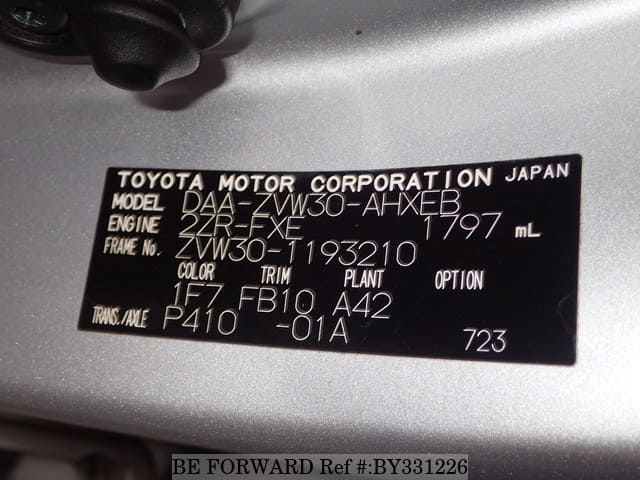 TOYOTA MOTOR CORPORATION JAPAN
MODEL DAA-ZVW30-AHXEB
ENGINE 2ZR-FXE 1797 mL
FRAME No. ZVW30-1193210
COLOR TRIM PLANT OPTION
1F7 FB10 A42
TRANS./AXLE P410 -01A 723
BE FORWARD Ref #:BY331226